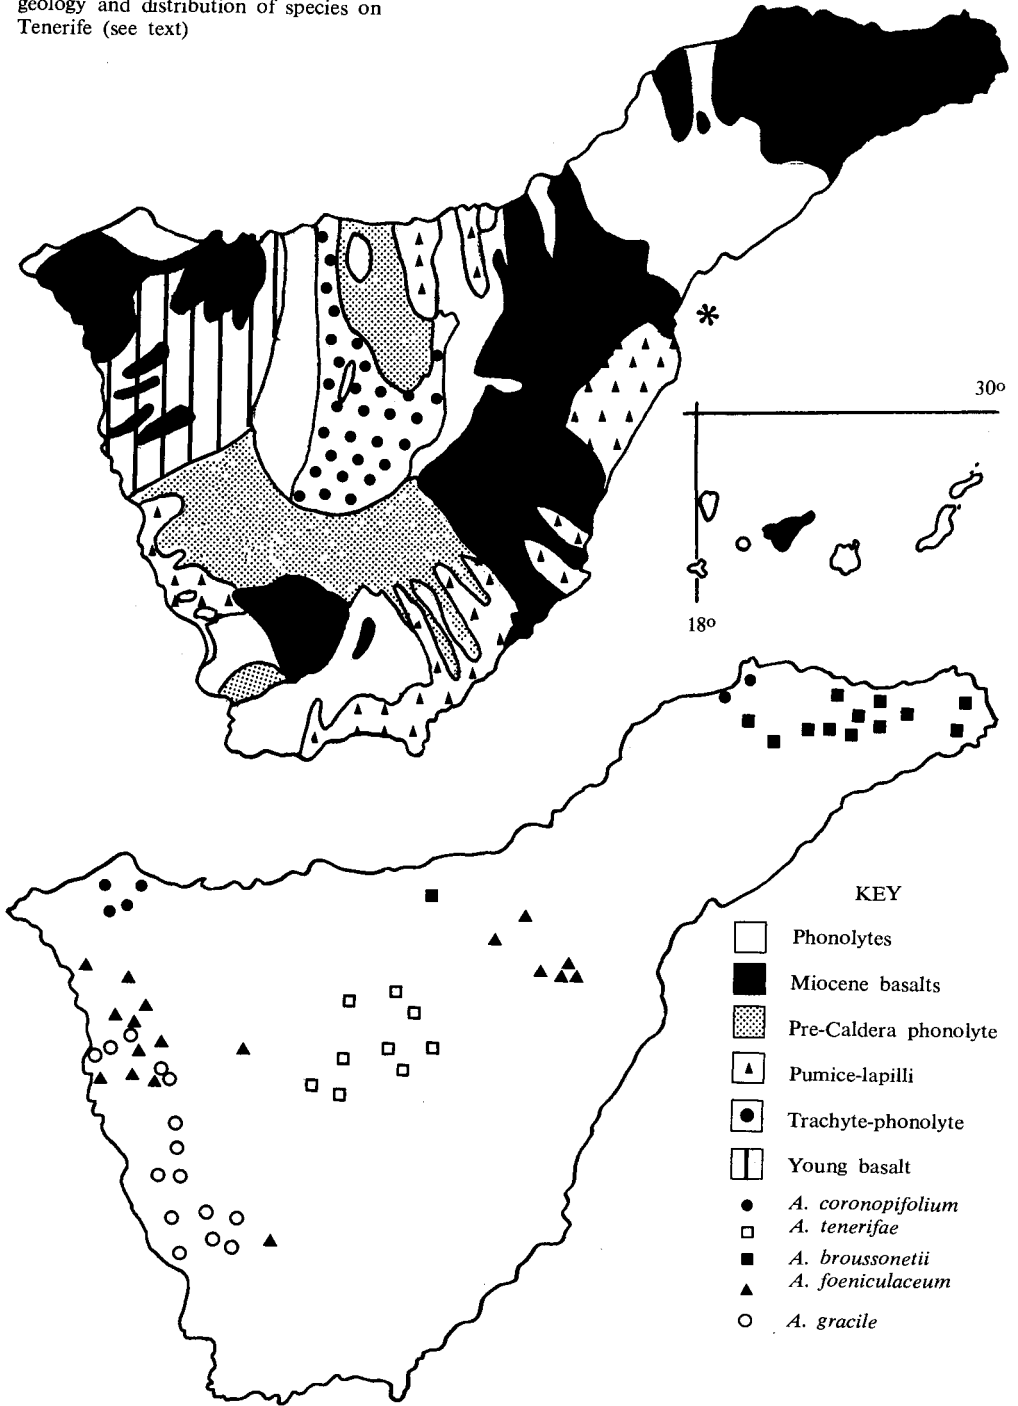 geology and distribution of species on
Tenerife (see text)
*
30º
18º
KEY
Phonolytes
Miocene basalts
Pre-Caldera phonolyte
Pumice-lapilli
Trachyte-phonolyte
Young basalt
A. coronopifolium
A. tenerifae
A. broussonetii
A. foeniculaceum
A. gracile